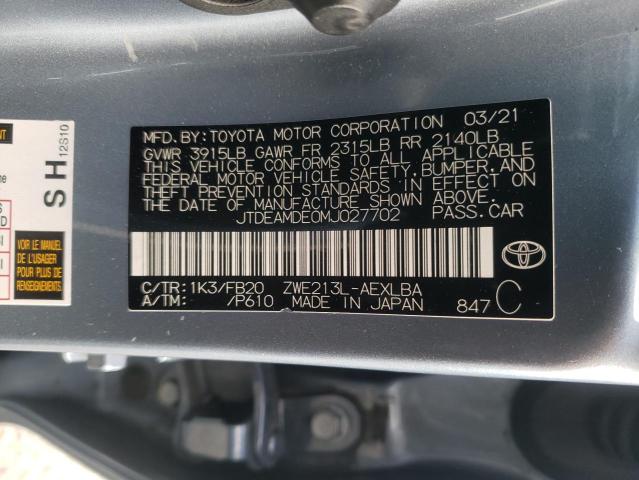 MFD. BY: TOYOTA MOTOR CORPORATION 03/21
GVWR 3915LB GAWR FR 2315LB RR 2140LB
THIS VEHICLE CONFORMS TO ALL APPLICABLE
FEDERAL MOTOR VEHICLE SAFETY, BUMPER, AND
THEFT PREVENTION STANDARDS IN EFFECT ON
THE DATE OF MANUFACTURE SHOWN ABOVE.
JTDEAMDE0MJ027702 PASS. CAR
C/TR: 1K3/FB20 ZWE213L-AEXLBA
A/TM: /P610 MADE IN JAPAN 847 C
SH
12S10
VOIR LE MANUEL
DE L'USAGER
POUR PLUS DE
RENSEIGNEMENTS